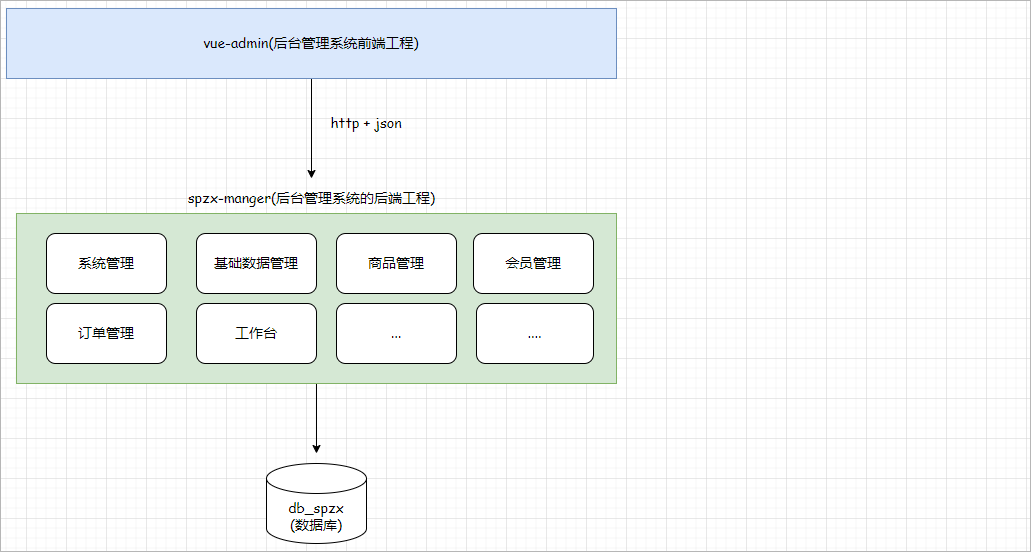 vue-admin(后台管理系统前端工程)
http + json
spzx-manger(后台管理系统的后端工程)
系统管理
基础数据管理
商品管理
会员管理
订单管理
工作台
...
....
db_spzx
(数据库)